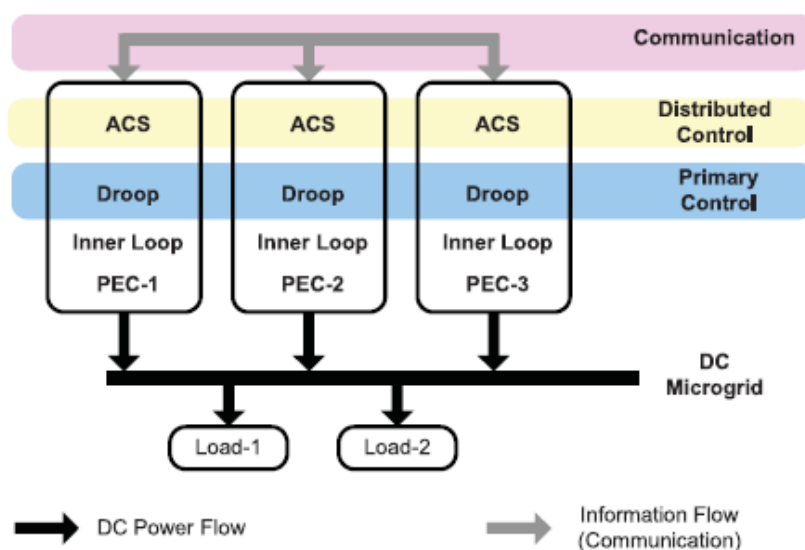 Communication
ACS ACS ACS
Distributed
Control
Droop Droop Droop
Primary
Control
Inner Loop Inner Loop Inner Loop
PEC-1 PEC-2 PEC-3
DC
Microgrid
Load-1 Load-2
DC Power Flow
Information Flow
(Communication)